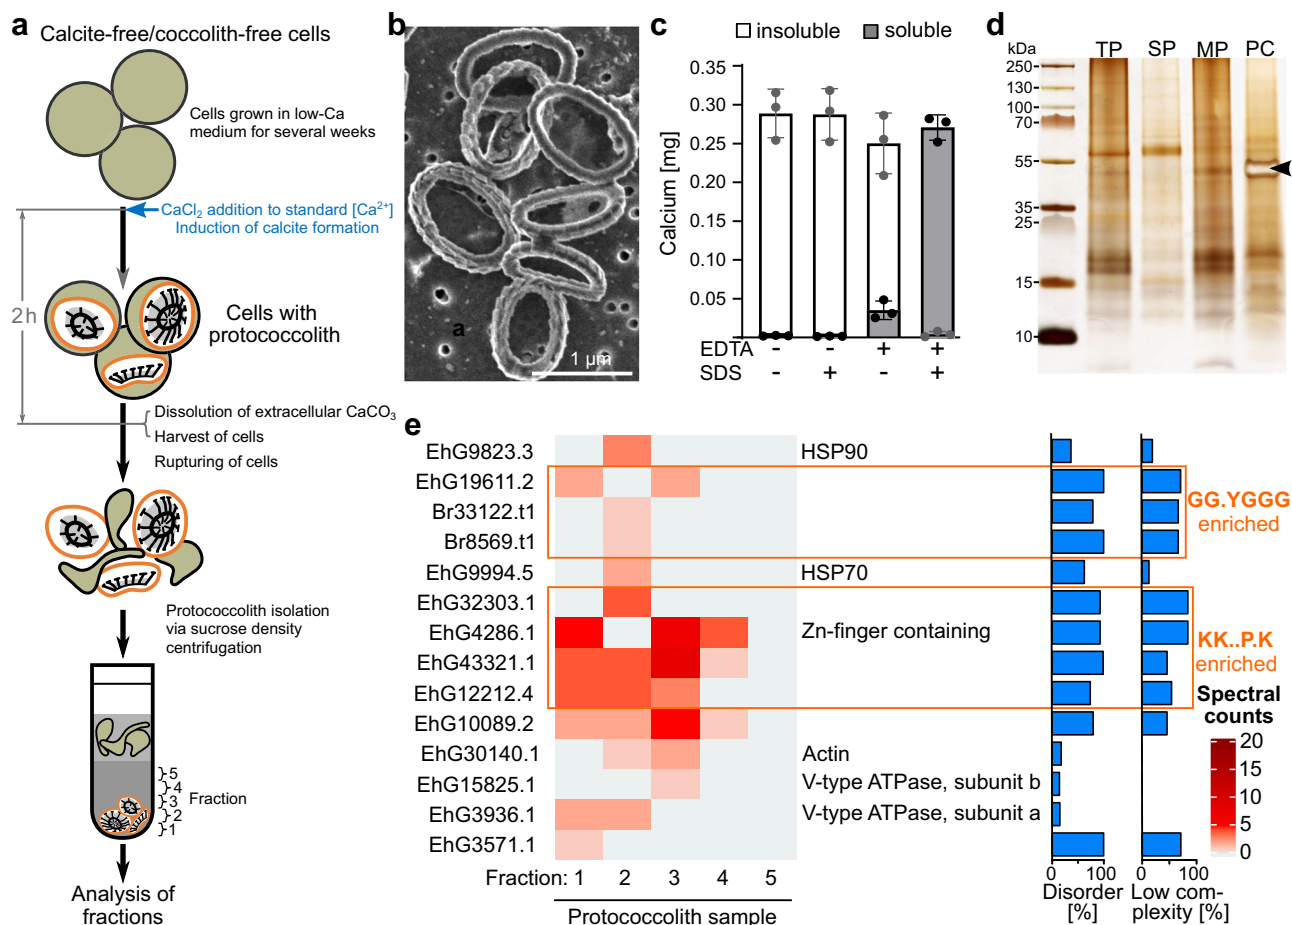 a
Calcite-free/coccolith-free cells
Cells grown in low-Ca
medium for several weeks
CaCl2 addition to standard [Ca2+]
Induction of calcite formation
2h
Cells with
protococcolith
Dissolution of extracellular CaCO3
Harvest of cells
Rupturing of cells
Protococcolith isolation
via sucrose density
centrifugation
5
4
3
2
1
Fraction
Analysis of
fractions
b
a
1 µm
c
insoluble soluble
Calcium [mg]
0.35
0.30
0.25
0.20
0.15
0.10
0.05
EDTA - - + +
SDS - + - +
d
kDa TP SP MP PC
250
130
100
70
55
35
25
15
10
e
EhG9823.3 HSP90
EhG19611.2
Br33122.t1
Br8569.t1
GG.YGGG
enriched
EhG9994.5 HSP70
EhG32303.1
EhG4286.1 Zn-finger containing
EhG43321.1
EhG12212.4
KK..P.K
enriched
EhG10089.2
EhG30140.1 Actin
EhG15825.1 V-type ATPase, subunit b
EhG3936.1 V-type ATPase, subunit a
EhG3571.1
Fraction: 1 2 3 4 5
Protococcolith sample
0 100
Disorder
[%]
0 100
Low com-
plexity [%]
Spectral
counts
20
15
10
5
0